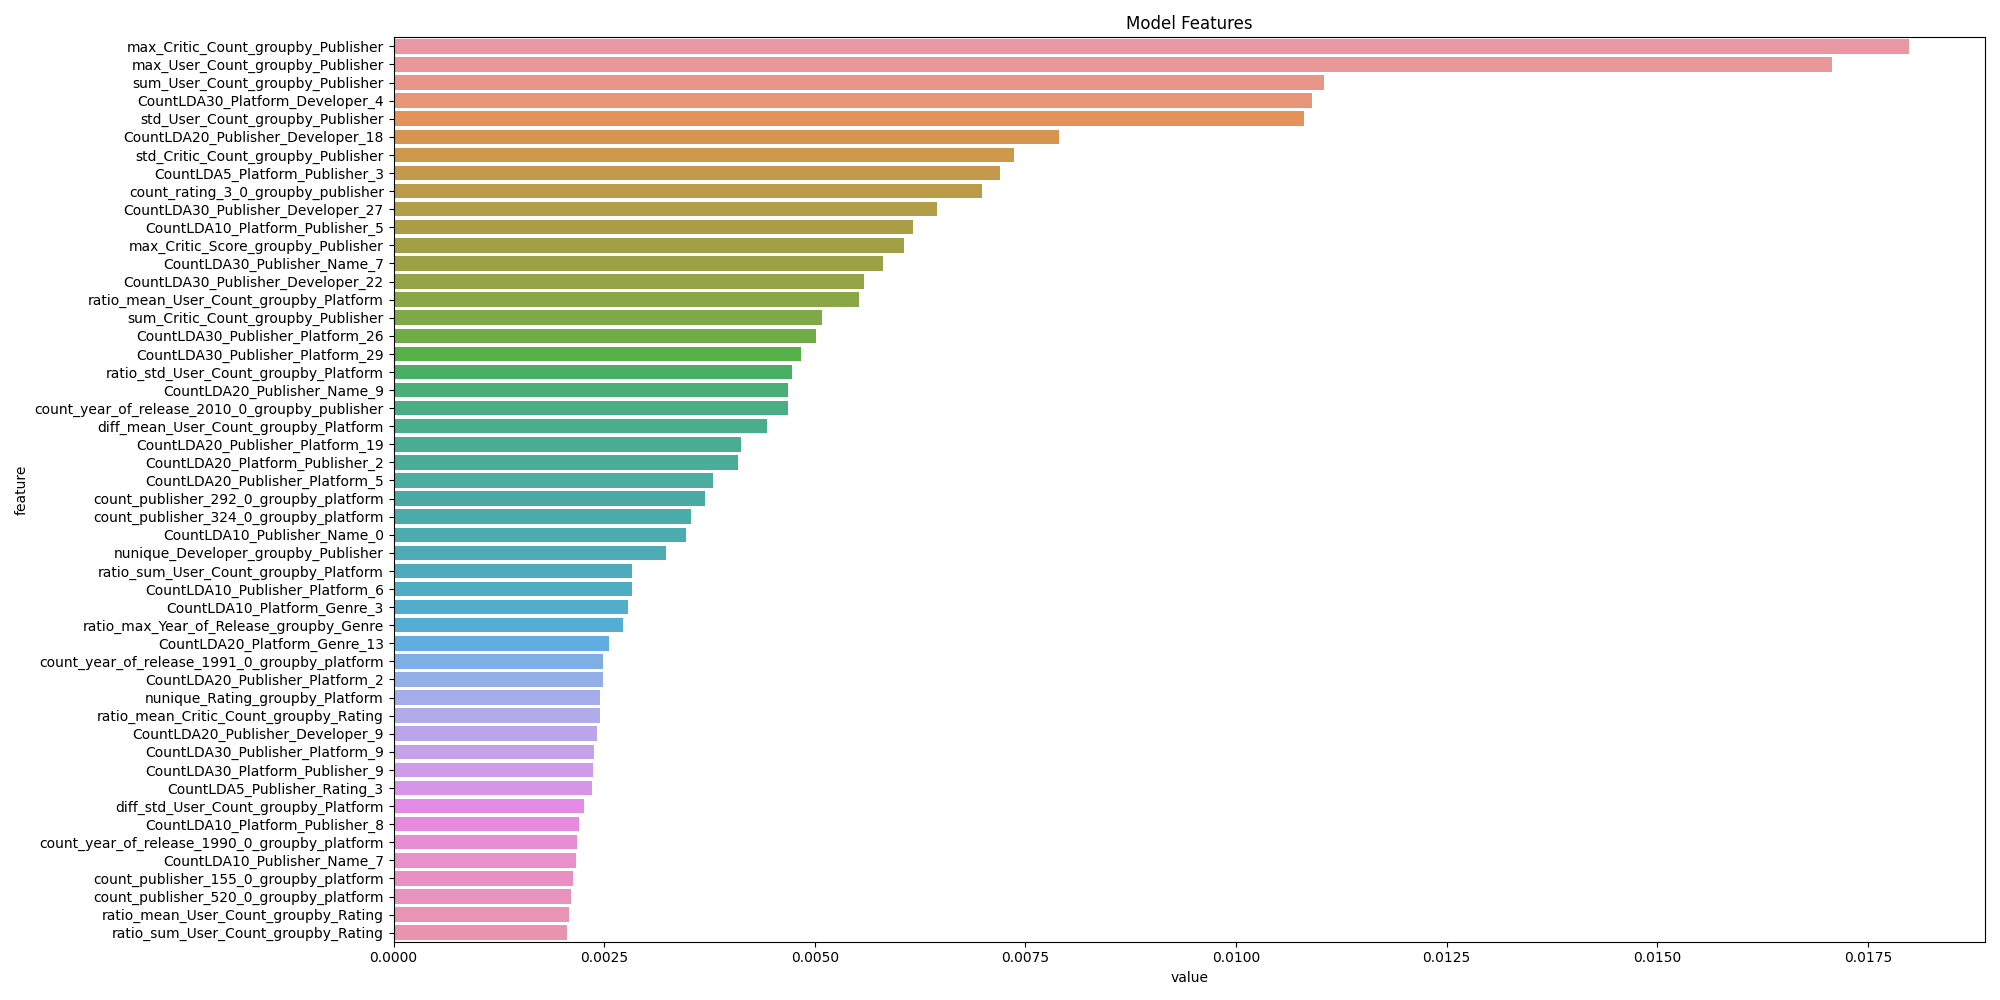 Model Features
max_Critic_Count_groupby_Publisher
max_User_Count_groupby_Publisher
sum_User_Count_groupby_Publisher
CountLDA30_Platform_Developer_4
std_User_Count_groupby_Publisher
CountLDA20_Publisher_Developer_18
std_Critic_Count_groupby_Publisher
CountLDA5_Platform_Publisher_3
count_rating_3_0_groupby_publisher
CountLDA30_Publisher_Developer_27
CountLDA10_Platform_Publisher_5
max_Critic_Score_groupby_Publisher
CountLDA30_Publisher_Name_7
CountLDA30_Publisher_Developer_22
ratio_mean_User_Count_groupby_Platform
sum_Critic_Count_groupby_Publisher
CountLDA30_Publisher_Platform_26
CountLDA30_Publisher_Platform_29
ratio_std_User_Count_groupby_Platform
CountLDA20_Publisher_Name_9
count_year_of_release_2010_0_groupby_publisher
diff_mean_User_Count_groupby_Platform
CountLDA20_Publisher_Platform_19
CountLDA20_Platform_Publisher_2
CountLDA20_Publisher_Platform_5
count_publisher_292_0_groupby_platform
count_publisher_324_0_groupby_platform
CountLDA10_Publisher_Name_0
nunique_Developer_groupby_Publisher
ratio_sum_User_Count_groupby_Platform
CountLDA10_Publisher_Platform_6
CountLDA10_Platform_Genre_3
ratio_max_Year_of_Release_groupby_Genre
CountLDA20_Platform_Genre_13
count_year_of_release_1991_0_groupby_platform
CountLDA20_Publisher_Platform_2
nunique_Rating_groupby_Platform
ratio_mean_Critic_Count_groupby_Rating
CountLDA20_Publisher_Developer_9
CountLDA30_Publisher_Platform_9
CountLDA30_Platform_Publisher_9
CountLDA5_Publisher_Rating_3
diff_std_User_Count_groupby_Platform
CountLDA10_Platform_Publisher_8
count_year_of_release_1990_0_groupby_platform
CountLDA10_Publisher_Name_7
count_publisher_155_0_groupby_platform
count_publisher_520_0_groupby_platform
ratio_mean_User_Count_groupby_Rating
ratio_sum_User_Count_groupby_Rating
feature
0.0000 0.0025 0.0050 0.0075 0.0100 0.0125 0.0150 0.0175
value